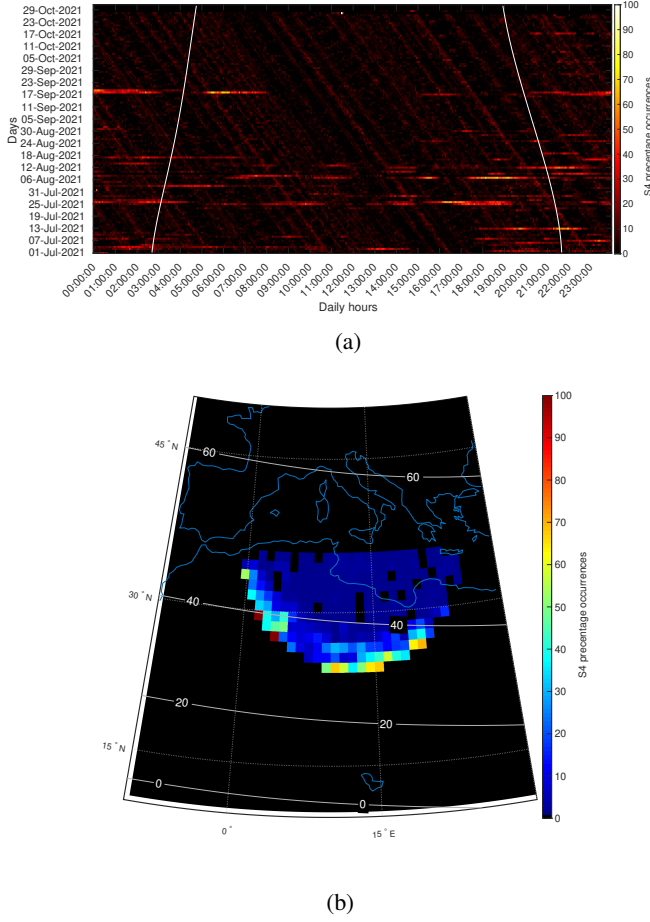 29-Oct-2021
23-Oct-2021
17-Oct-2021
11-Oct-2021
05-Oct-2021
29-Sep-2021
23-Sep-2021
17-Sep-2021
11-Sep-2021
05-Sep-2021
30-Aug-2021
24-Aug-2021
18-Aug-2021
12-Aug-2021
06-Aug-2021
31-Jul-2021
25-Jul-2021
19-Jul-2021
13-Jul-2021
07-Jul-2021
01-Jul-2021
Days
00:00:00
01:00:00
02:00:00
03:00:00
04:00:00
05:00:00
06:00:00
07:00:00
08:00:00
09:00:00
10:00:00
11:00:00
12:00:00
13:00:00
14:00:00
15:00:00
16:00:00
17:00:00
18:00:00
19:00:00
20:00:00
21:00:00
22:00:00
23:00:00
Daily hours
100
90
80
70
60
50
40
30
20
10
0
S4 precentage occurrences
(a)
45°N
30°N
15°N
0°
15°E
60
60
40
40
20
20
0
0
100
90
80
70
60
50
40
30
20
10
0
S4 precentage occurrences
(b)